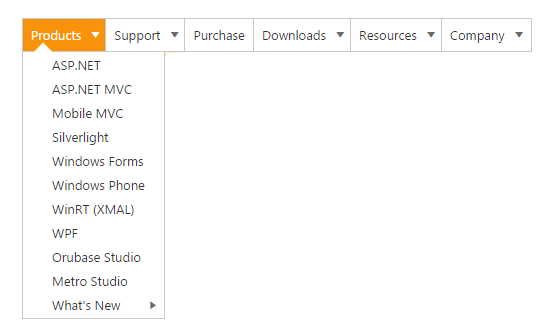 Products Support Purchase Downloads Resources Company
ASP.NET
ASP.NET MVC
Mobile MVC
Silverlight
Windows Forms
Windows Phone
WinRT (XMAL)
WPF
Orubase Studio
Metro Studio
What's New